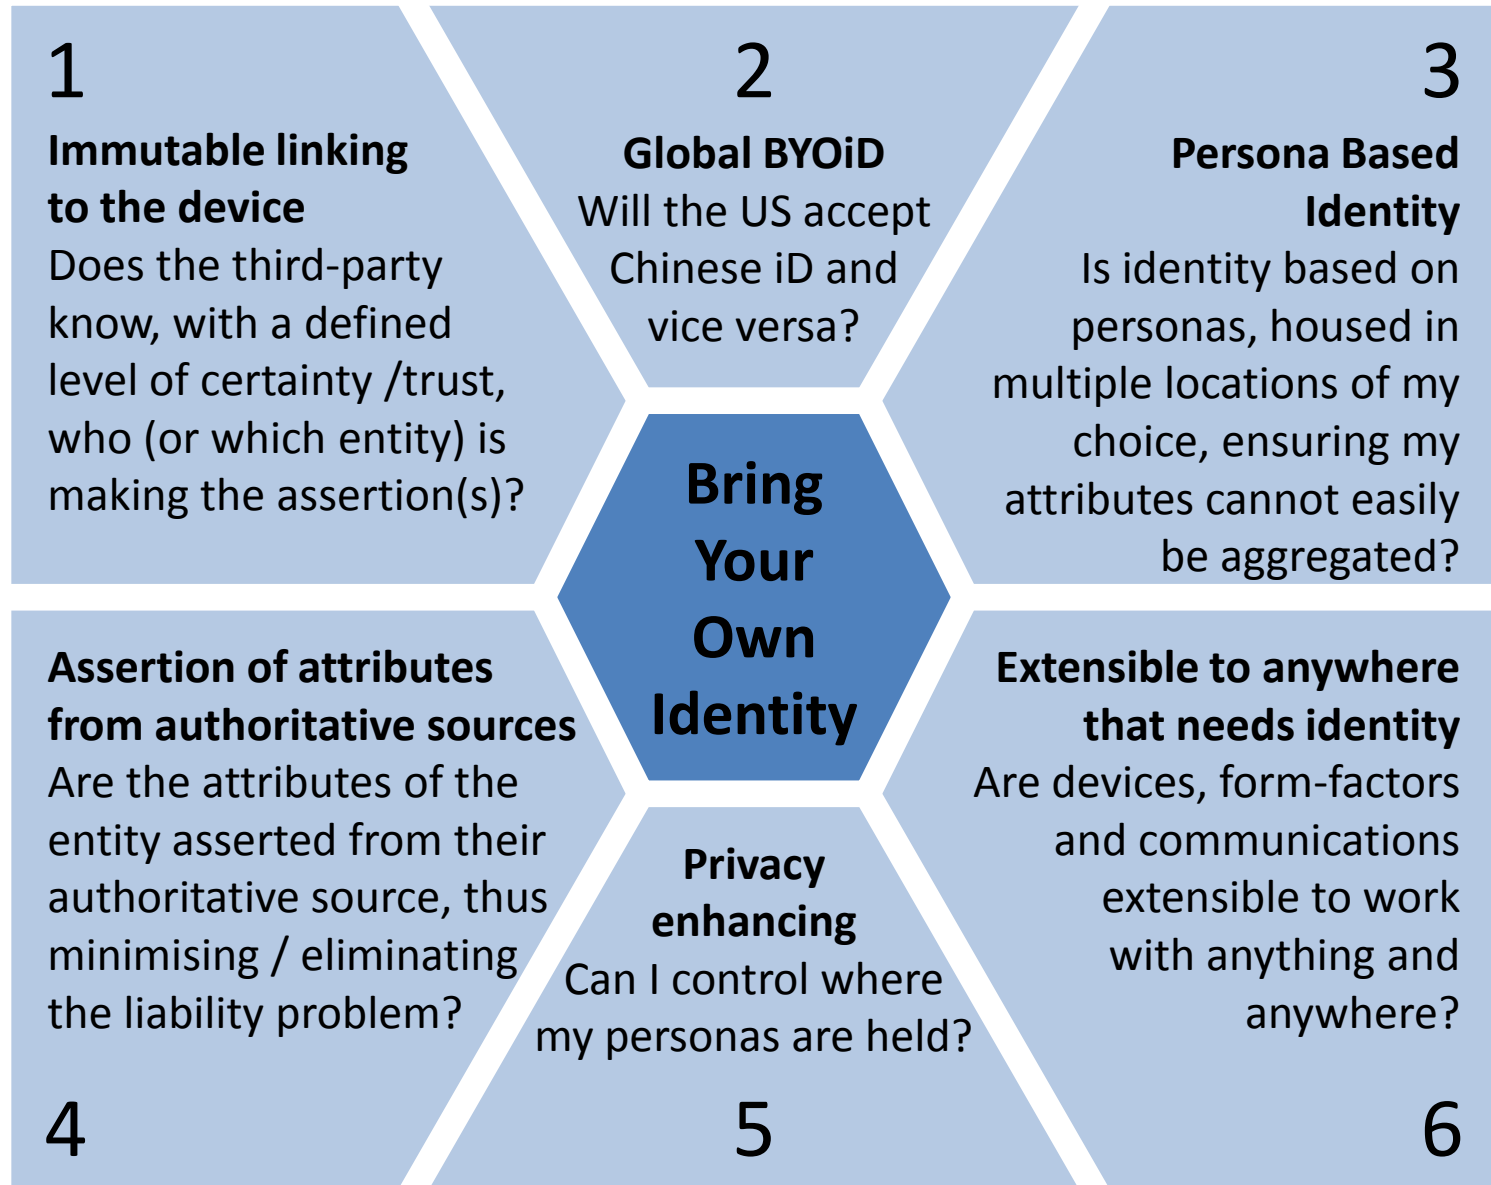 1
Immutable linking
to the device
Does the third-party
know, with a defined
level of certainty /trust,
who (or which entity) is
making the assertion(s)?
2
Global BYOiD
Will the US accept
Chinese iD and
vice versa?
3
Persona Based
Identity
Is identity based on
personas, housed in
multiple locations of my
choice, ensuring my
attributes cannot easily
be aggregated?
Bring
Your
Own
Identity
Assertion of attributes
from authoritative sources
Are the attributes of the
entity asserted from their
authoritative source, thus
minimising / eliminating
the liability problem?
4
Privacy
enhancing
Can I control where
my personas are held?
5
Extensible to anywhere
that needs identity
Are devices, form-factors
and communications
extensible to work
with anything and
anywhere?
6